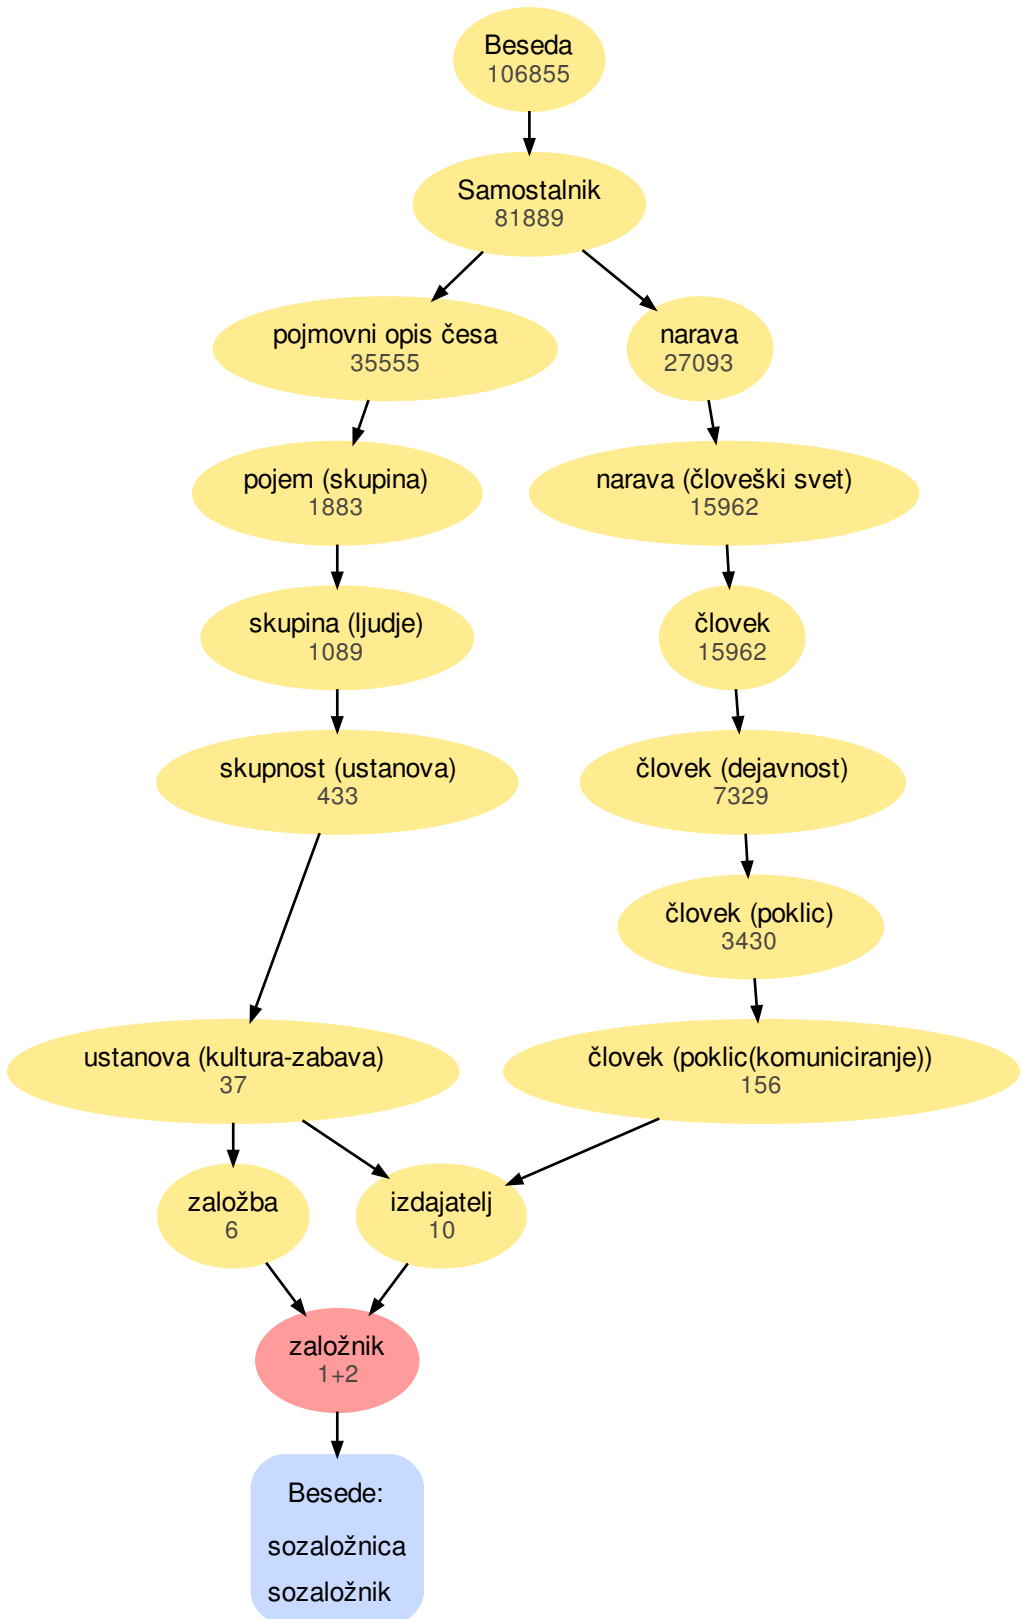 Beseda
106855
Samostalnik
81889
pojmovni opis česa
35555
narava
27093
pojem (skupina)
1883
narava (človeški svet)
15962
skupina (ljudje)
1089
človek
15962
skupnost (ustanova)
433
človek (dejavnost)
7329
človek (poklic)
3430
ustanova (kultura-zabava)
37
človek (poklic(komuniciranje))
156
založba
6
izdajatelj
10
založnik
1+2
Besede:
sozaložnica
sozaložnik